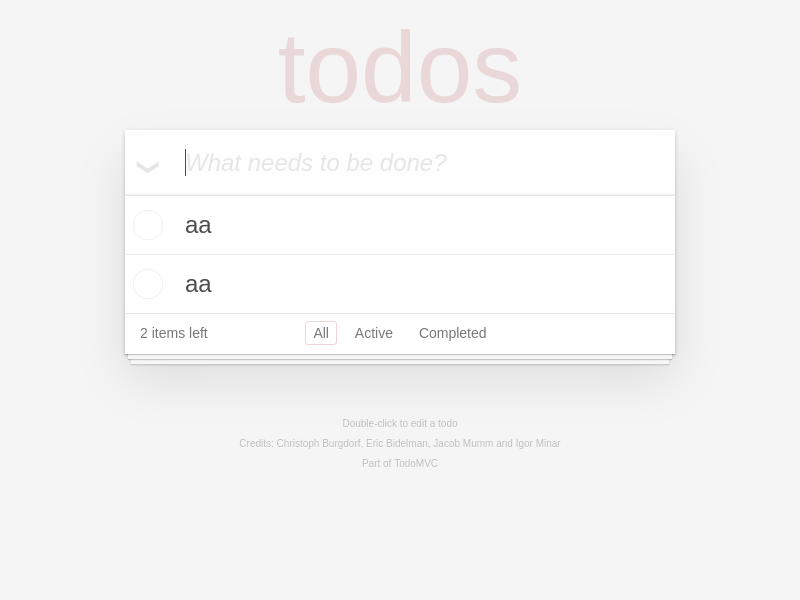 todos
What needs to be done?
aa
aa
2 items left All Active Completed
Double-click to edit a todo
Credits: Christoph Burgdorf, Eric Bidelman, Jacob Mumm and Igor Minar
Part of TodoMVC